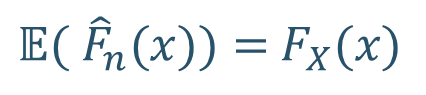 𝔼( F̂ₙ(x)) = F_X(x)